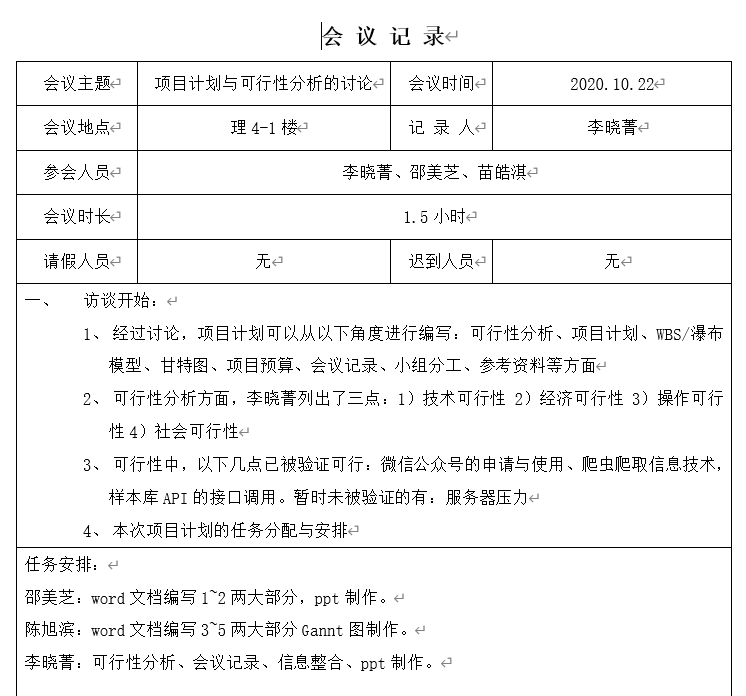 会 议 记 录
会议主题 项目计划与可行性分析的讨论 会议时间 2020.10.22
会议地点 理 4-1 楼 记 录 人 李晓菁
参会人员 李晓菁、邵美芝、苗皓淇
会议时长 1.5 小时
请假人员 无 迟到人员 无
一、 访谈开始：
1、 经过讨论，项目计划可以从以下角度进行编写：可行性分析、项目计划、WBS/瀑布
模型、甘特图、项目预算、会议记录、小组分工、参考资料等方面
2、 可行性分析方面，李晓菁列出了三点：1）技术可行性 2）经济可行性 3）操作可行
性 4）社会可行性
3、 可行性中，以下几点已被验证可行：微信公众号的申请与使用、爬虫爬取信息技术，
样本库 API 的接口调用。暂时未被验证的有：服务器压力
4、 本次项目计划的任务分配与安排
任务安排：
邵美芝：word 文档编写 1~2 两大部分，ppt 制作。
陈旭滨：word 文档编写 3~5 两大部分 Gannt 图制作。
李晓菁：可行性分析、会议记录、信息整合、ppt 制作。